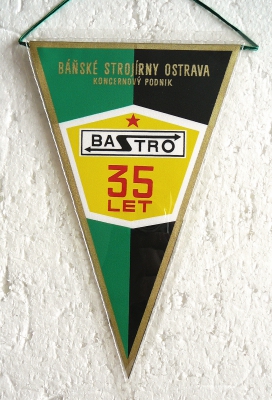 BÁŇSKÉ STROJÍRNY OSTRAVA
KONCERNOVÝ PODNIK
BASTRO
35
LET